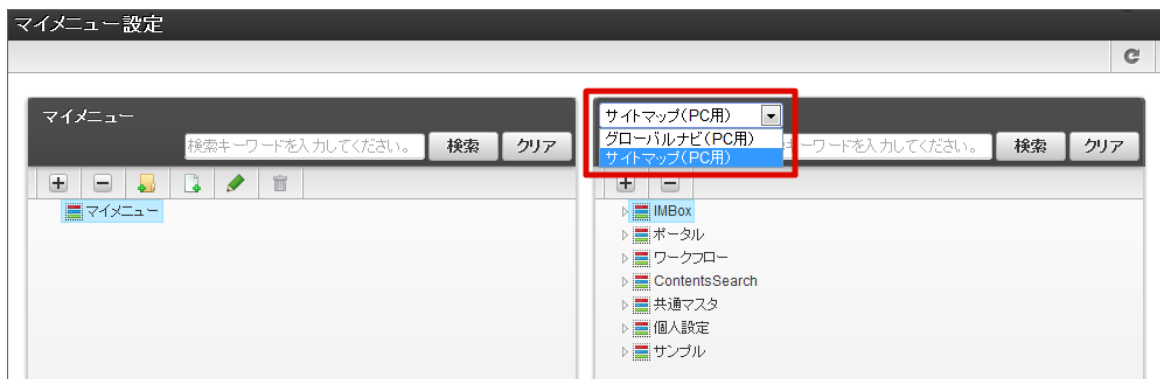 マイメニュー設定
マイメニュー
サイトマップ(PC用)
グローバルナビ(PC用)
サイトマップ(PC用)
検索キーワードを入力してください。 検索 クリア
ーワードを入力してください。 検索 クリア
マイメニュー
IMBox
ポータル
ワークフロー
ContentsSearch
共通マスタ
個人設定
サンプル